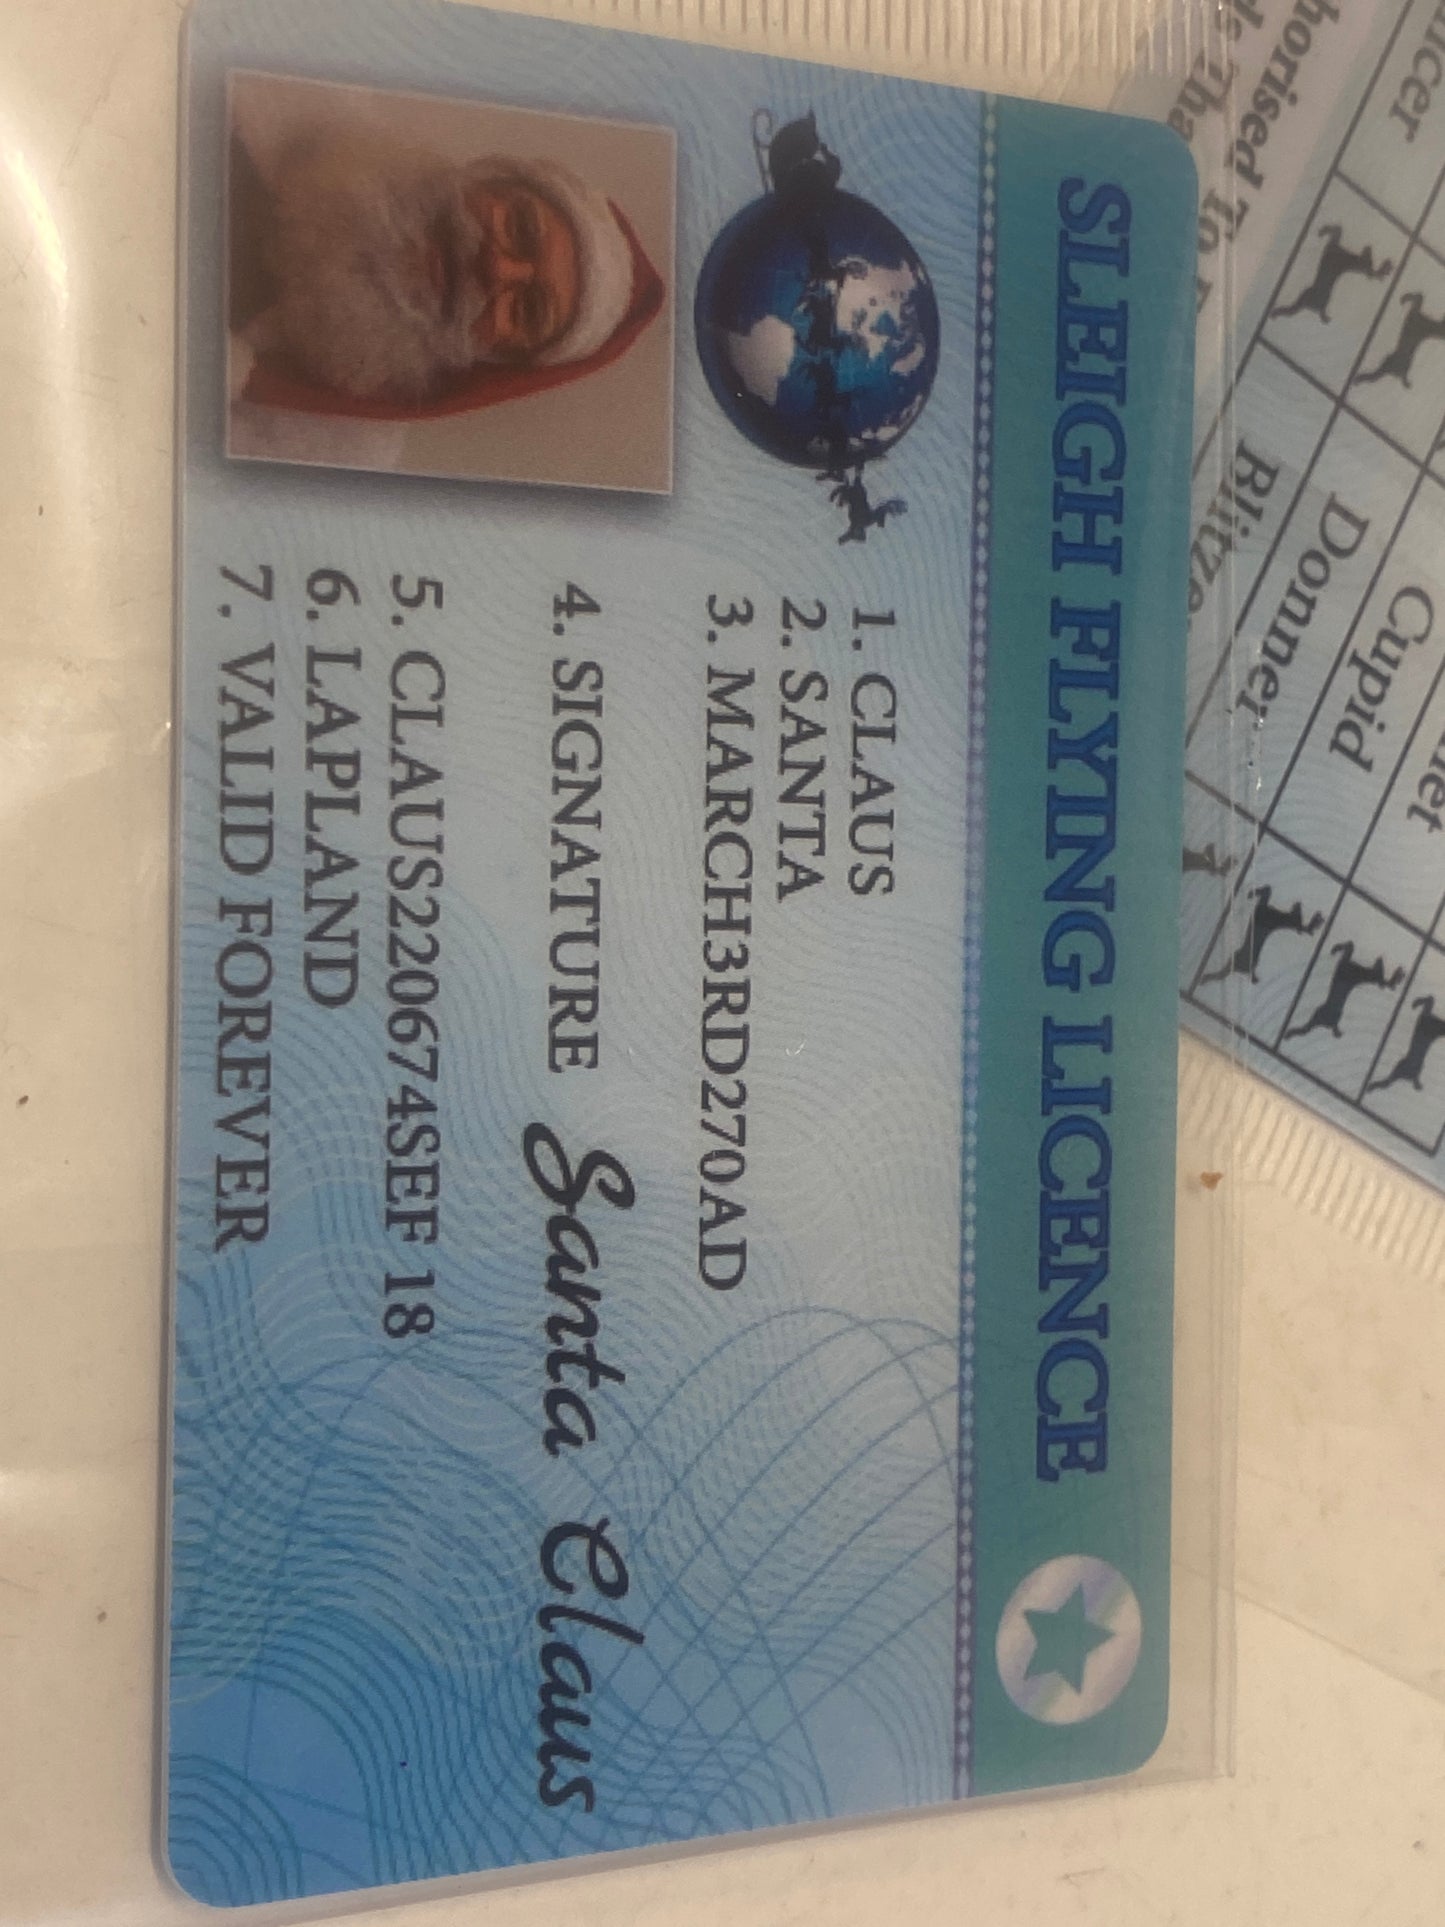 SLEIGH FLYING LICENCE
1. CLAUS
2. SANTA
3. MARCH3RD270AD
4. SIGNATURE Santa Claus
5. CLAUS2206745EF 18
6. LAPLAND
7. VALID FOREVER
Cupid
Donner